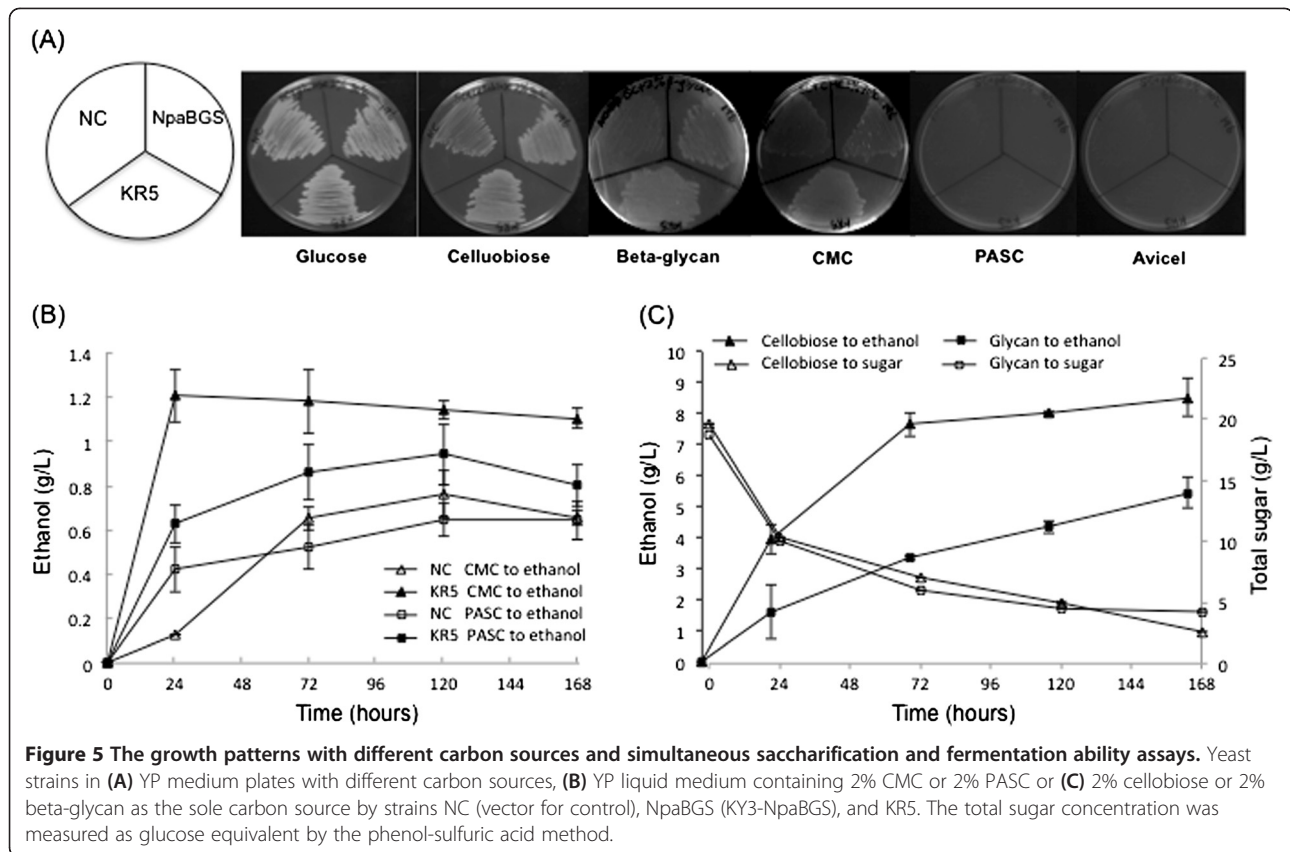 (A)
NC
NpaBGS
KR5
Glucose
Celluobiose
Beta-glycan
CMC
PASC
Avicel
(B)
1.4
1.2
1
0.8
0.6
0.4
0.2
0
Ethanol (g/L)
NC CMC to ethanol
KR5 CMC to ethanol
NC PASC to ethanol
KR5 PASC to ethanol
0 24 48 72 96 120 144 168
Time (hours)
(C)
Cellobiose to ethanol
Glycan to ethanol
Cellobiose to sugar
Glycan to sugar
10
9
8
7
6
5
4
3
2
1
0
Ethanol (g/L)
25
20
15
10
5
0
Total sugar (g/L)
0 24 48 72 96 120 144 168
Time (hours)
Figure 5 The growth patterns with different carbon sources and simultaneous saccharification and fermentation ability assays. Yeast
strains in (A) YP medium plates with different carbon sources, (B) YP liquid medium containing 2% CMC or 2% PASC or (C) 2% cellobiose or 2%
beta-glycan as the sole carbon source by strains NC (vector for control), NpaBGS (KY3-NpaBGS), and KR5. The total sugar concentration was
measured as glucose equivalent by the phenol-sulfuric acid method.